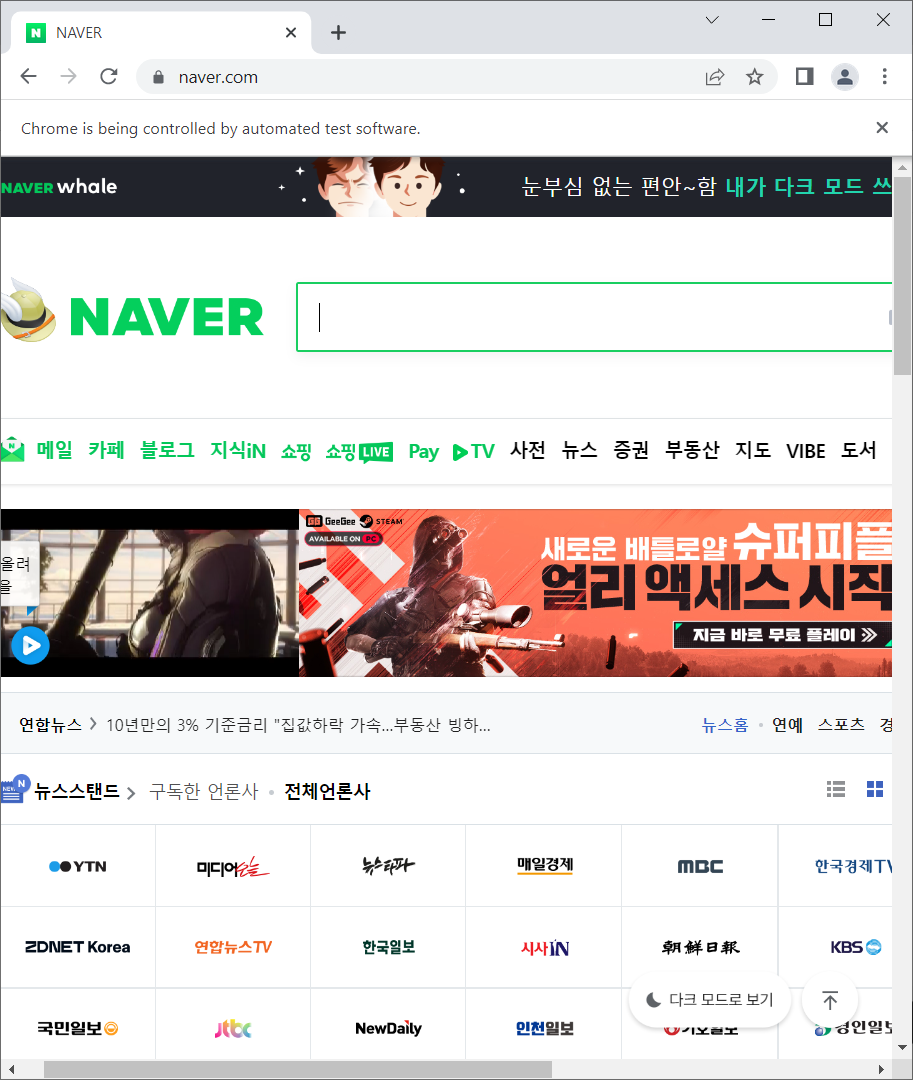 NAVER
naver.com
Chrome is being controlled by automated test software.
NAVER whale
눈부심 없는 편안~함 내가 다크 모드 쓰
NAVER
메일 카페 블로그 지식iN 쇼핑 쇼핑LIVE Pay TV 사전 뉴스 증권 부동산 지도 VIBE 도서
GeeGee STEAM
AVAILABLE ON PC
새로운 배틀로얄 슈퍼피플
얼리 액세스 시작
지금 바로 무료 플레이
올려
을
연합뉴스 10년만의 3% 기준금리 "집값하락 가속…부동산 빙하…
뉴스홈 연예 스포츠 경
뉴스스탠드 구독한 언론사 전체언론사
YTN 미디어오늘 뉴스타파 매일경제 MBC 한국경제TV
ZDNET Korea 연합뉴스TV 한국일보 시사iN 朝鮮日報 KBS
다크 모드로 보기
국민일보 jtbc NewDaily 인천일보 기호일보 경인일보